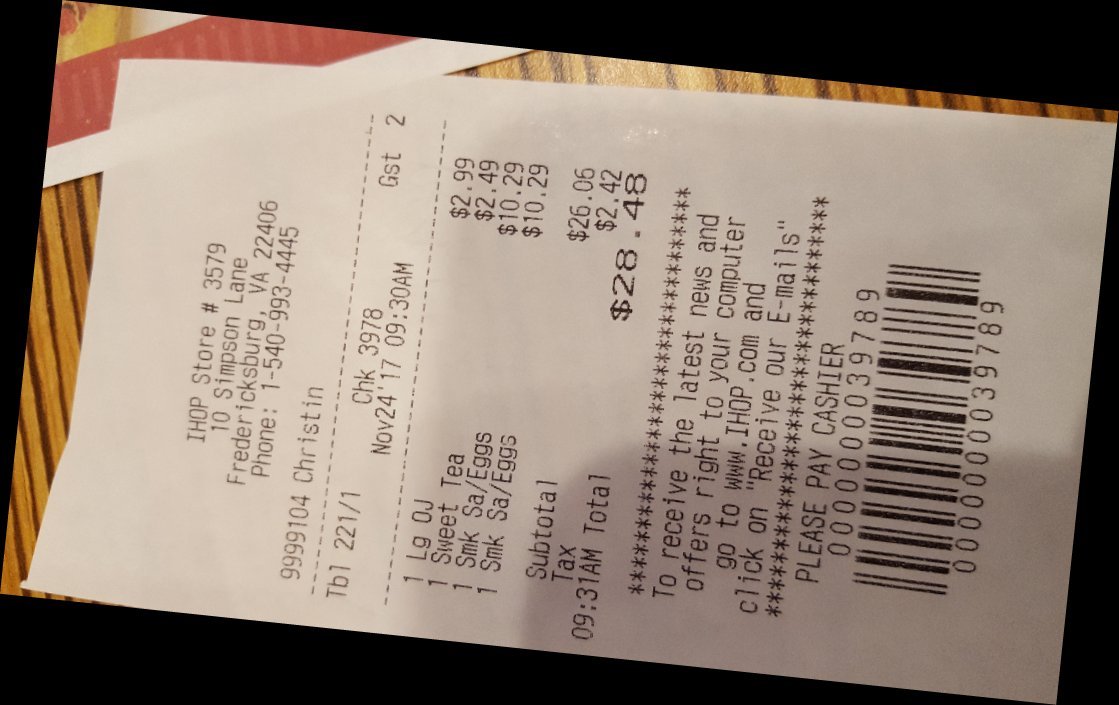 IHOP Store # 3579
10 Simpson Lane
Fredericksburg, VA 22406
Phone: 1-540-993-4445
9999104 Christin
--------------------------------
Tbl 221/1 Chk 3978 Gst 2
Nov24'17 09:30AM
--------------------------------
1 Lg OJ $2.99
1 Sweet Tea $2.49
1 Smk Sa/Eggs $10.29
1 Smk Sa/Eggs $10.29
Subtotal $26.06
Tax $2.42
09:31AM Total $28.48
********************************
To receive the latest news and
offers right to your computer
go to www.IHOP.com and
click on "Receive our E-mails"
********************************
PLEASE PAY CASHIER
0000000039789
0000000039789